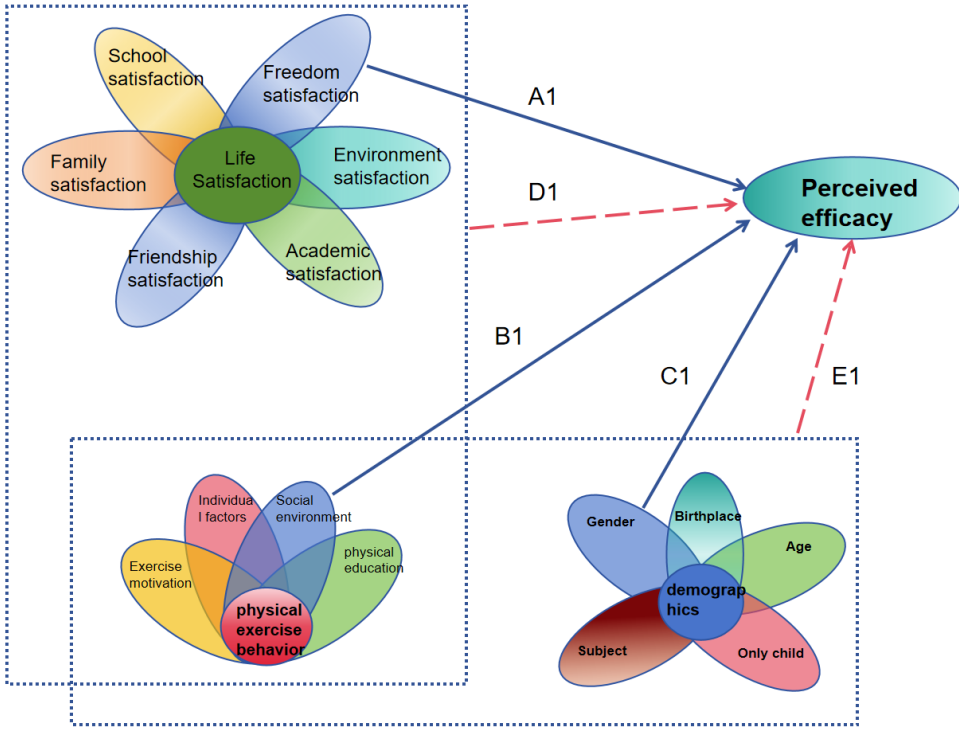 School
satisfaction
Freedom
satisfaction
Family
satisfaction
Life
Satisfaction
Environment
satisfaction
Friendship
satisfaction
Academic
satisfaction
A1
D1
Perceived
efficacy
B1
C1
E1
Individua
l factors
Social
environment
Exercise
motivation
physical
education
physical
exercise
behavior
Gender
Birthplace
Age
demograp
hics
Subject
Only child